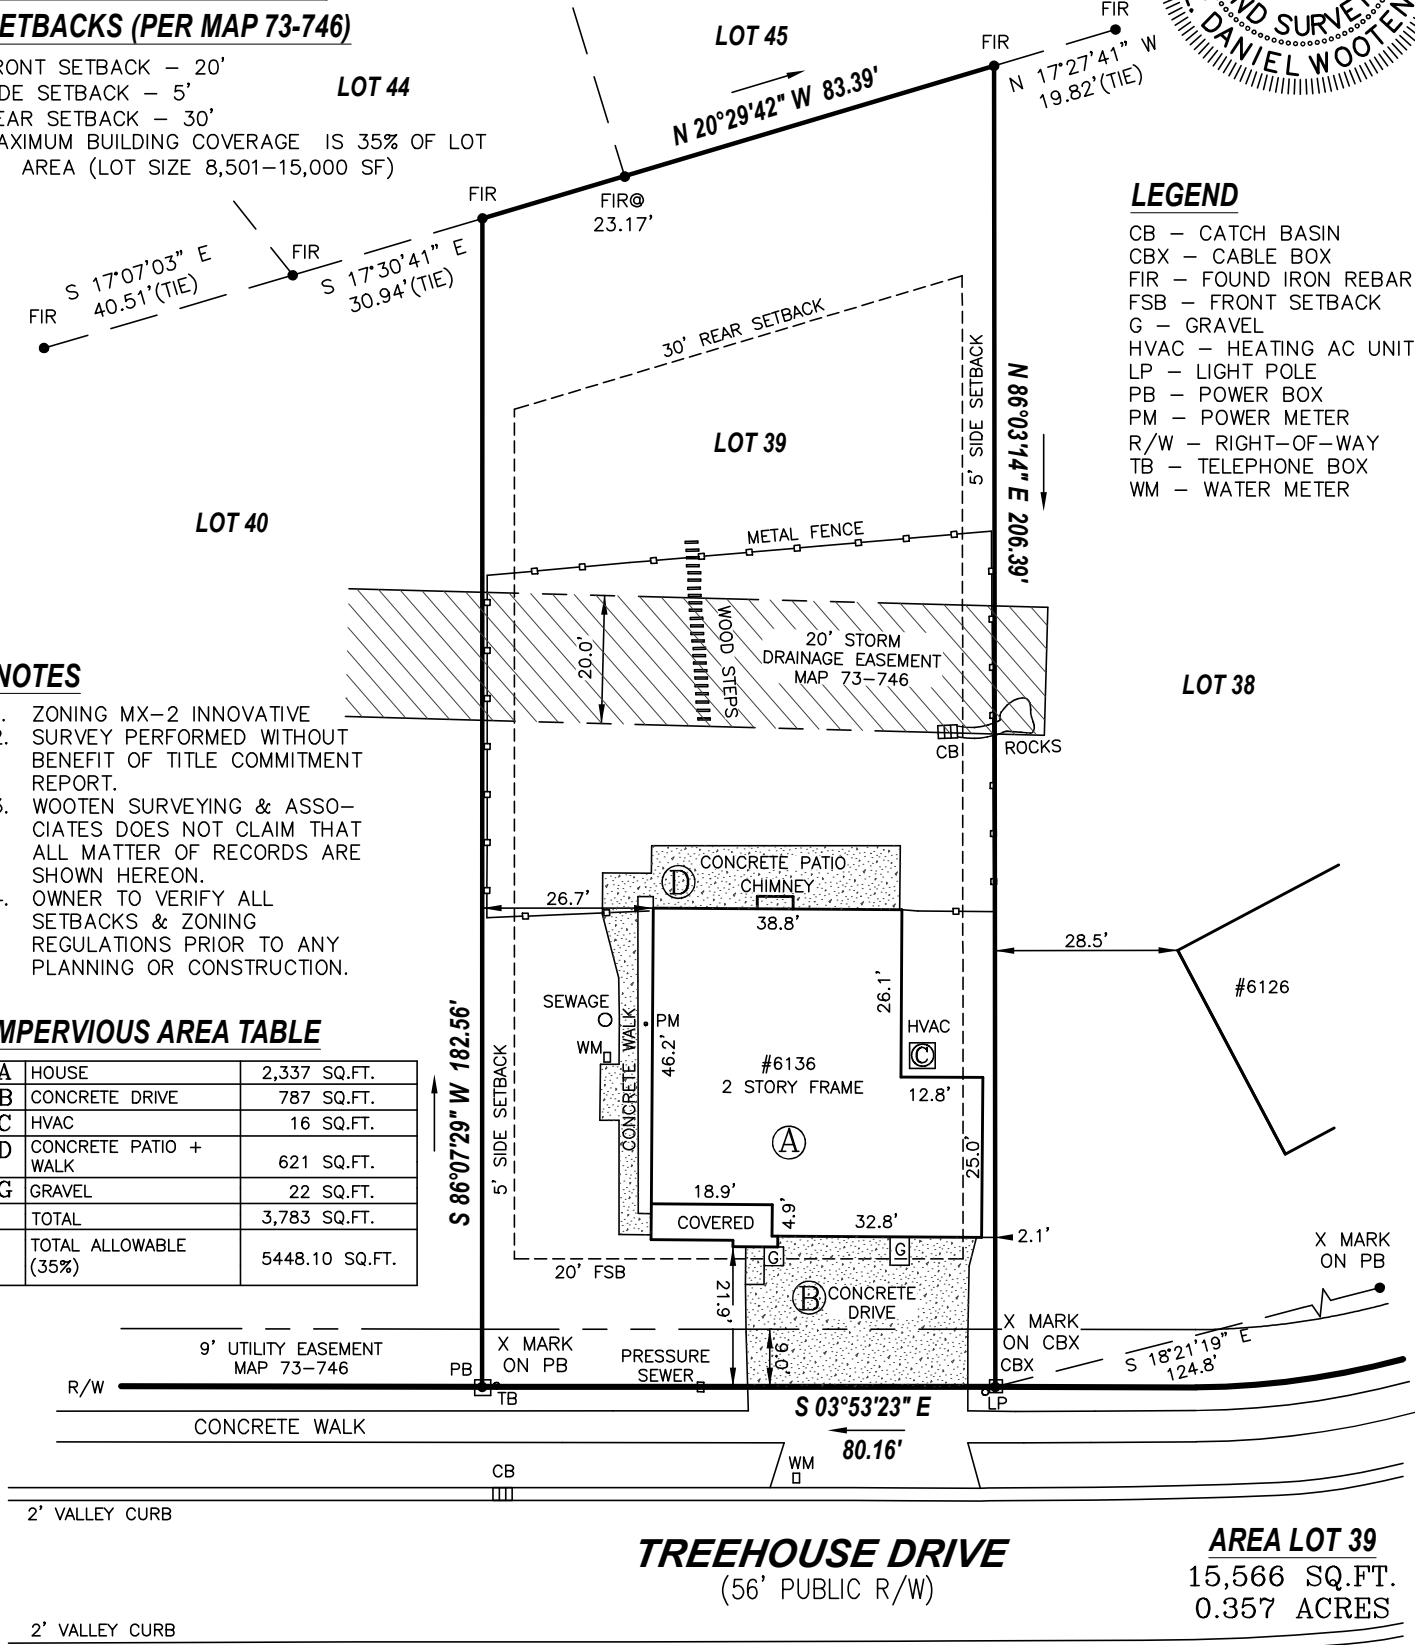 ETBACKS (PER MAP 73-746)
RONT SETBACK – 20'
DE SETBACK – 5'
EAR SETBACK – 30'
AXIMUM BUILDING COVERAGE IS 35% OF LOT
AREA (LOT SIZE 8,501–15,000 SF)
LOT 44
LOT 45
FIR
FIR
ND SURVEY
DANIEL WOOTEN
N 17°27'41" W
19.82'(TIE)
N 20°29'42" W 83.39'
FIR
FIR@
23.17'
FIR
S 17°07'03" E
40.51'(TIE)
FIR
S 17°30'41" E
30.94'(TIE)
LEGEND
CB – CATCH BASIN
CBX – CABLE BOX
FIR – FOUND IRON REBAR
FSB – FRONT SETBACK
G – GRAVEL
HVAC – HEATING AC UNIT
LP – LIGHT POLE
PB – POWER BOX
PM – POWER METER
R/W – RIGHT–OF–WAY
TB – TELEPHONE BOX
WM – WATER METER
30' REAR SETBACK
5' SIDE SETBACK
N 86°03'14" E 206.39'
LOT 39
LOT 40
METAL FENCE
20.0'
WOOD STEPS
20' STORM
DRAINAGE EASEMENT
MAP 73–746
LOT 38
CB
ROCKS
NOTES
. ZONING MX–2 INNOVATIVE
2. SURVEY PERFORMED WITHOUT
BENEFIT OF TITLE COMMITMENT
REPORT.
3. WOOTEN SURVEYING & ASSO–
CIATES DOES NOT CLAIM THAT
ALL MATTER OF RECORDS ARE
SHOWN HEREON.
. OWNER TO VERIFY ALL
SETBACKS & ZONING
REGULATIONS PRIOR TO ANY
PLANNING OR CONSTRUCTION.
D
CONCRETE PATIO
CHIMNEY
26.7'
38.8'
28.5'
#6126
26.1'
SEWAGE
PM
WM
CONCRETE WALK
46.2'
HVAC
C
#6136
2 STORY FRAME
12.8'
A
25.0'
MPERVIOUS AREA TABLE
A HOUSE 2,337 SQ.FT.
B CONCRETE DRIVE 787 SQ.FT.
C HVAC 16 SQ.FT.
D CONCRETE PATIO +
WALK 621 SQ.FT.
G GRAVEL 22 SQ.FT.
TOTAL 3,783 SQ.FT.
TOTAL ALLOWABLE
(35%) 5448.10 SQ.FT.
S 86°07'29" W 182.56'
5' SIDE SETBACK
18.9'
COVERED
4.9'
32.8'
2.1'
G
G
20' FSB
21.9'
B
CONCRETE
DRIVE
9.0'
X MARK
ON PB
9' UTILITY EASEMENT
MAP 73–746
PB
X MARK
ON PB
PRESSURE
SEWER
X MARK
ON CBX
CBX
S 18°21'19" E
124.8'
R/W
TB
LP
S 03°53'23" E
80.16'
CONCRETE WALK
CB
WM
2' VALLEY CURB
TREEHOUSE DRIVE
(56' PUBLIC R/W)
AREA LOT 39
15,566 SQ.FT.
0.357 ACRES
2' VALLEY CURB